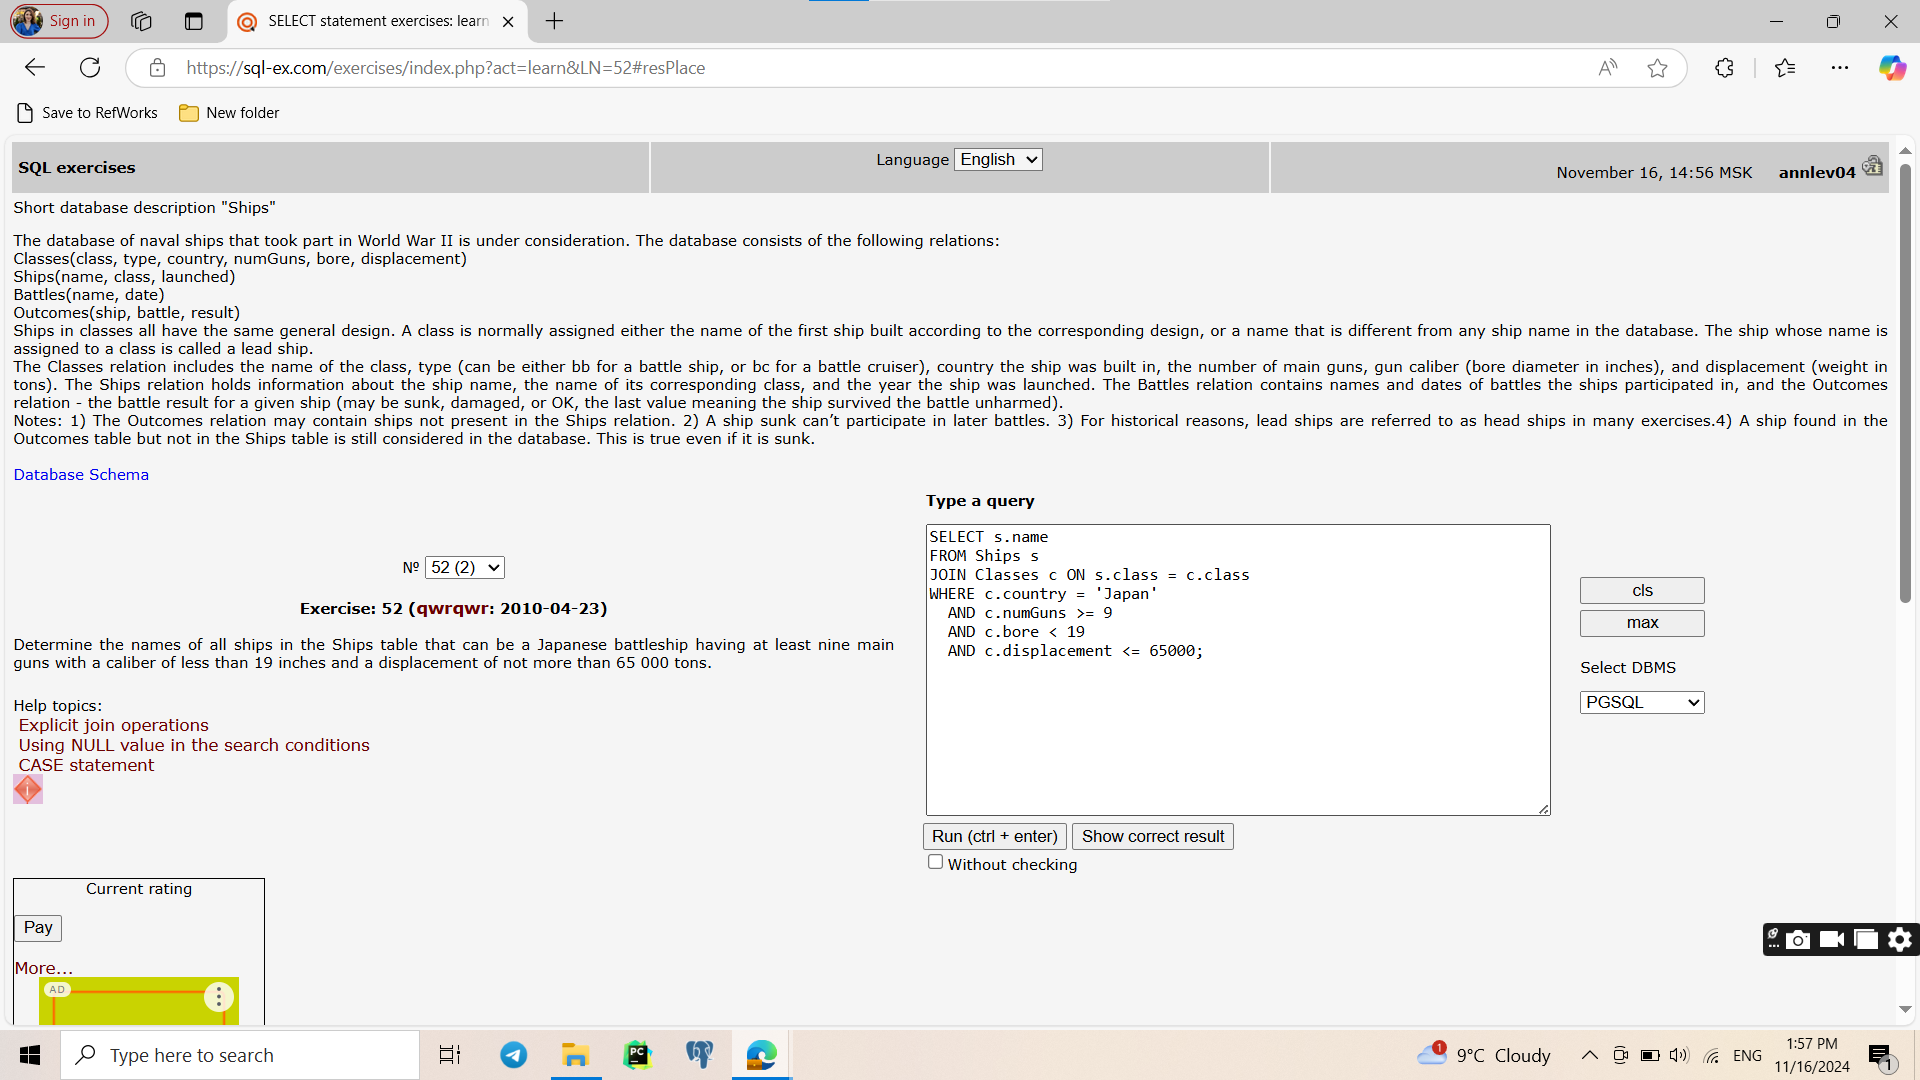 Sign in
SELECT statement exercises: learn
https://sql-ex.com/exercises/index.php?act=learn&LN=52#resPlace
Save to RefWorks
New folder
SQL exercises
Language English
November 16, 14:56 MSK annlev04
Short database description "Ships"
The database of naval ships that took part in World War II is under consideration. The database consists of the following relations:
Classes(class, type, country, numGuns, bore, displacement)
Ships(name, class, launched)
Battles(name, date)
Outcomes(ship, battle, result)
Ships in classes all have the same general design. A class is normally assigned either the name of the first ship built according to the corresponding design, or a name that is different from any ship name in the database. The ship whose name is
assigned to a class is called a lead ship.
The Classes relation includes the name of the class, type (can be either bb for a battle ship, or bc for a battle cruiser), country the ship was built in, the number of main guns, gun caliber (bore diameter in inches), and displacement (weight in
tons). The Ships relation holds information about the ship name, the name of its corresponding class, and the year the ship was launched. The Battles relation contains names and dates of battles the ships participated in, and the Outcomes
relation - the battle result for a given ship (may be sunk, damaged, or OK, the last value meaning the ship survived the battle unharmed).
Notes: 1) The Outcomes relation may contain ships not present in the Ships relation. 2) A ship sunk can’t participate in later battles. 3) For historical reasons, lead ships are referred to as head ships in many exercises.4) A ship found in the
Outcomes table but not in the Ships table is still considered in the database. This is true even if it is sunk.
Database Schema
№ 52 (2)
Exercise: 52 (qwrqwr: 2010-04-23)
Determine the names of all ships in the Ships table that can be a Japanese battleship having at least nine main
guns with a caliber of less than 19 inches and a displacement of not more than 65 000 tons.
Help topics:
Explicit join operations
Using NULL value in the search conditions
CASE statement
Type a query
SELECT s.name
FROM Ships s
JOIN Classes c ON s.class = c.class
WHERE c.country = 'Japan'
  AND c.numGuns >= 9
  AND c.bore < 19
  AND c.displacement <= 65000;
cls
max
Select DBMS
PGSQL
Run (ctrl + enter)
Show correct result
Without checking
Current rating
Pay
More...
AD
Type here to search
PC
1
9°C Cloudy
ENG
1:57 PM
11/16/2024
1